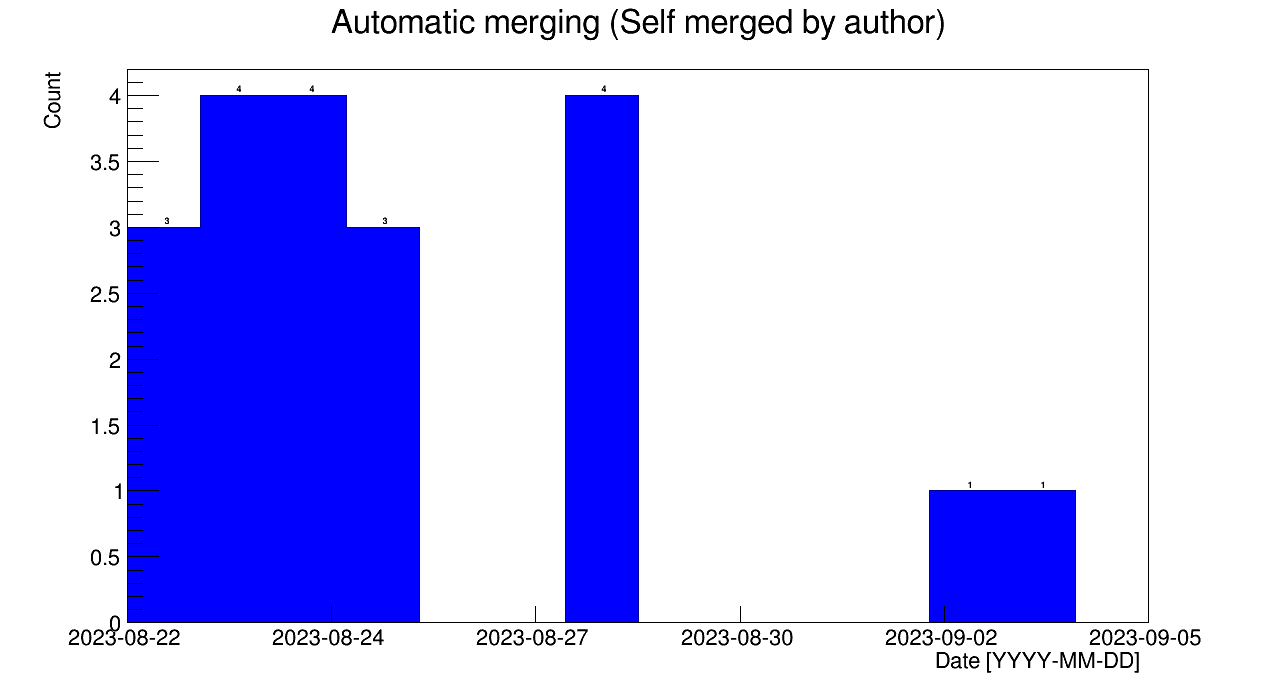 Automatic merging (Self merged by author)
Count
4 4 4
4
3.5
3 3
3
2.5
2
1.5
1 1
1
0.5
0
2023-08-22 2023-08-24 2023-08-27 2023-08-30 2023-09-02 2023-09-05
Date [YYYY-MM-DD]